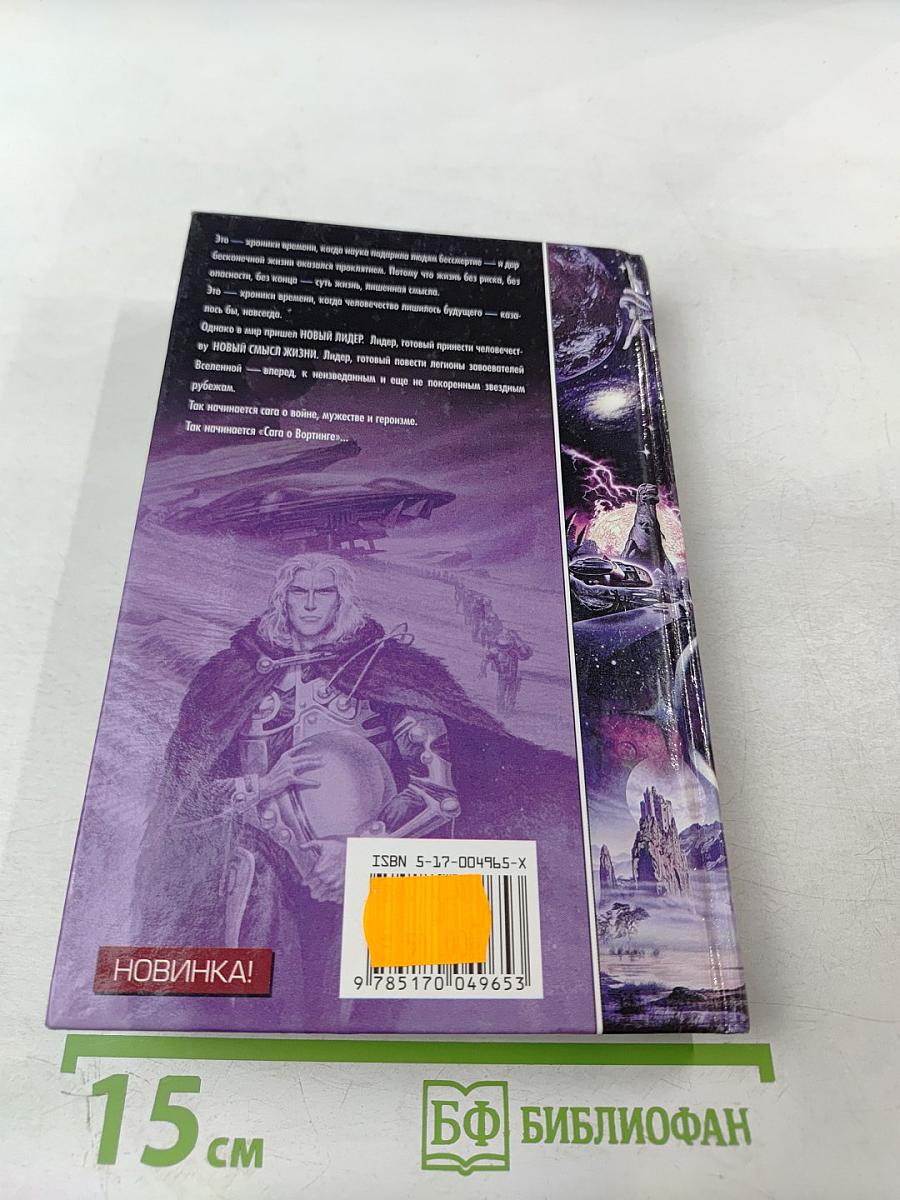 Это — хроники времени, когда наука подарила людям бессмертие — и дар
бесконечной жизни оказался проклятием. Потому что жизнь без риска, без
опасности, без конца — суть жизнь, лишенная смысла.
Это — хроники времени, когда человечество лишилось будущего — каза-
лось бы, навсегда.
Однако в мир пришел НОВЫЙ ЛИДЕР. Лидер, готовый принести человечест-
ву НОВЫЙ СМЫСЛ ЖИЗНИ. Лидер, готовый повести легионы завоевателей
Вселенной — вперед, к неизведанным и еще не покоренным звездным
рубежам.
Так начинается сага о войне, мужестве и героизме.
Так начинается «Сага о Вортинге»...
ISBN 5-17-004965-X
9 785170 049653
НОВИНКА!
15 см
БФ БИБЛИОФАН